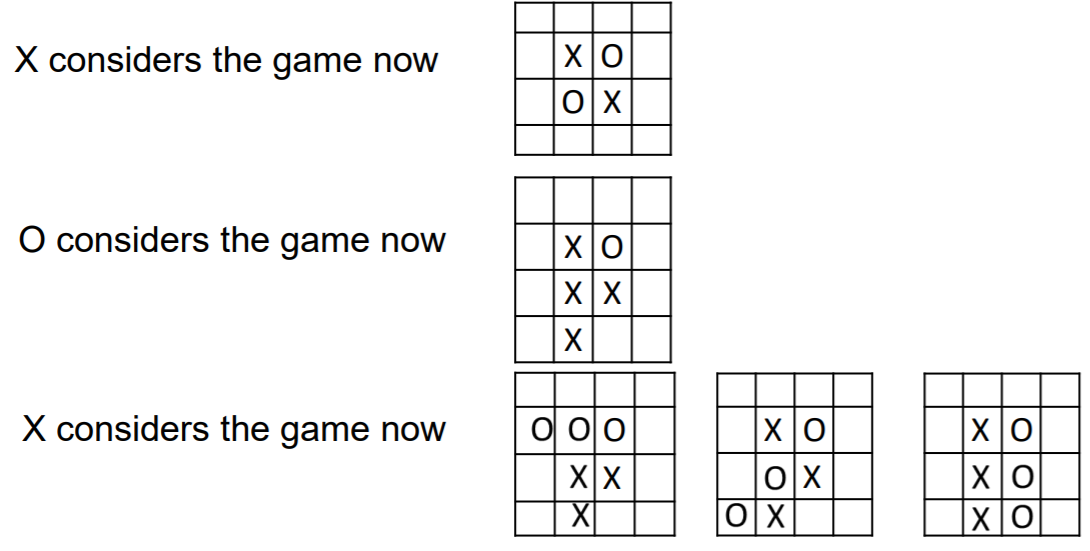 X considers the game now
X O
O X
O considers the game now
X O
X X
X
X considers the game now
O O O
X X
X
X O
O X
O X
X O
X O
X O